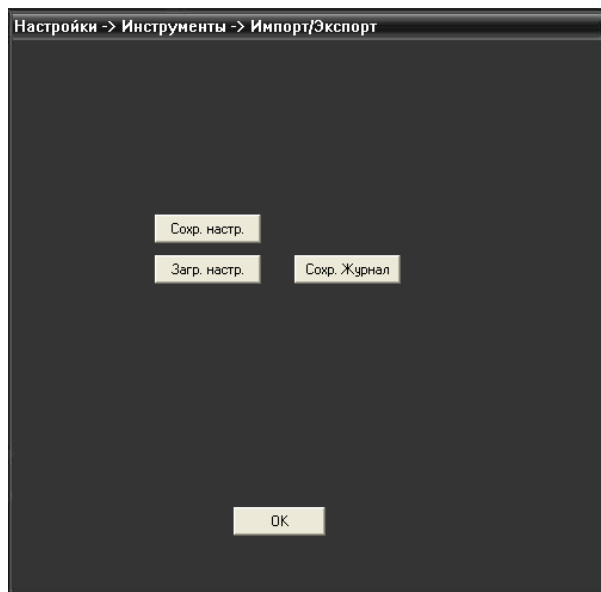 Настройки -> Инструменты -> Импорт/Экспорт
Сохр. настр.
Загр. настр. Сохр. Журнал
OK